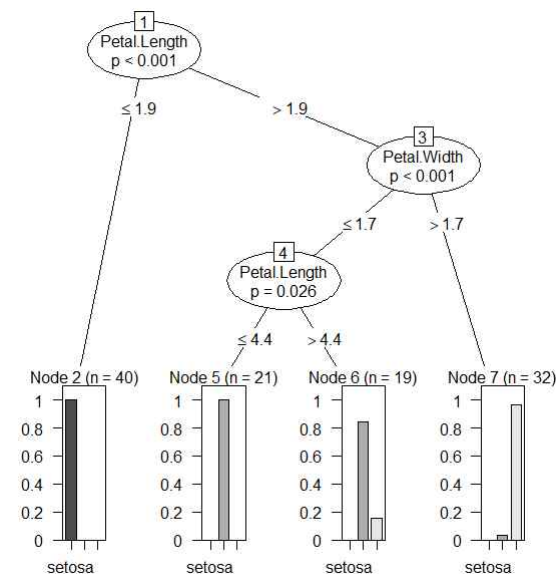 1
Petal.Length
p < 0.001
≤ 1.9
> 1.9
3
Petal.Width
p < 0.001
≤ 1.7
> 1.7
4
Petal.Length
p = 0.026
≤ 4.4
> 4.4
Node 2 (n = 40)
Node 5 (n = 21)
Node 6 (n = 19)
Node 7 (n = 32)
1
0.8
0.6
0.4
0.2
0
setosa
1
0.8
0.6
0.4
0.2
0
setosa
1
0.8
0.6
0.4
0.2
0
setosa
1
0.8
0.6
0.4
0.2
0
setosa